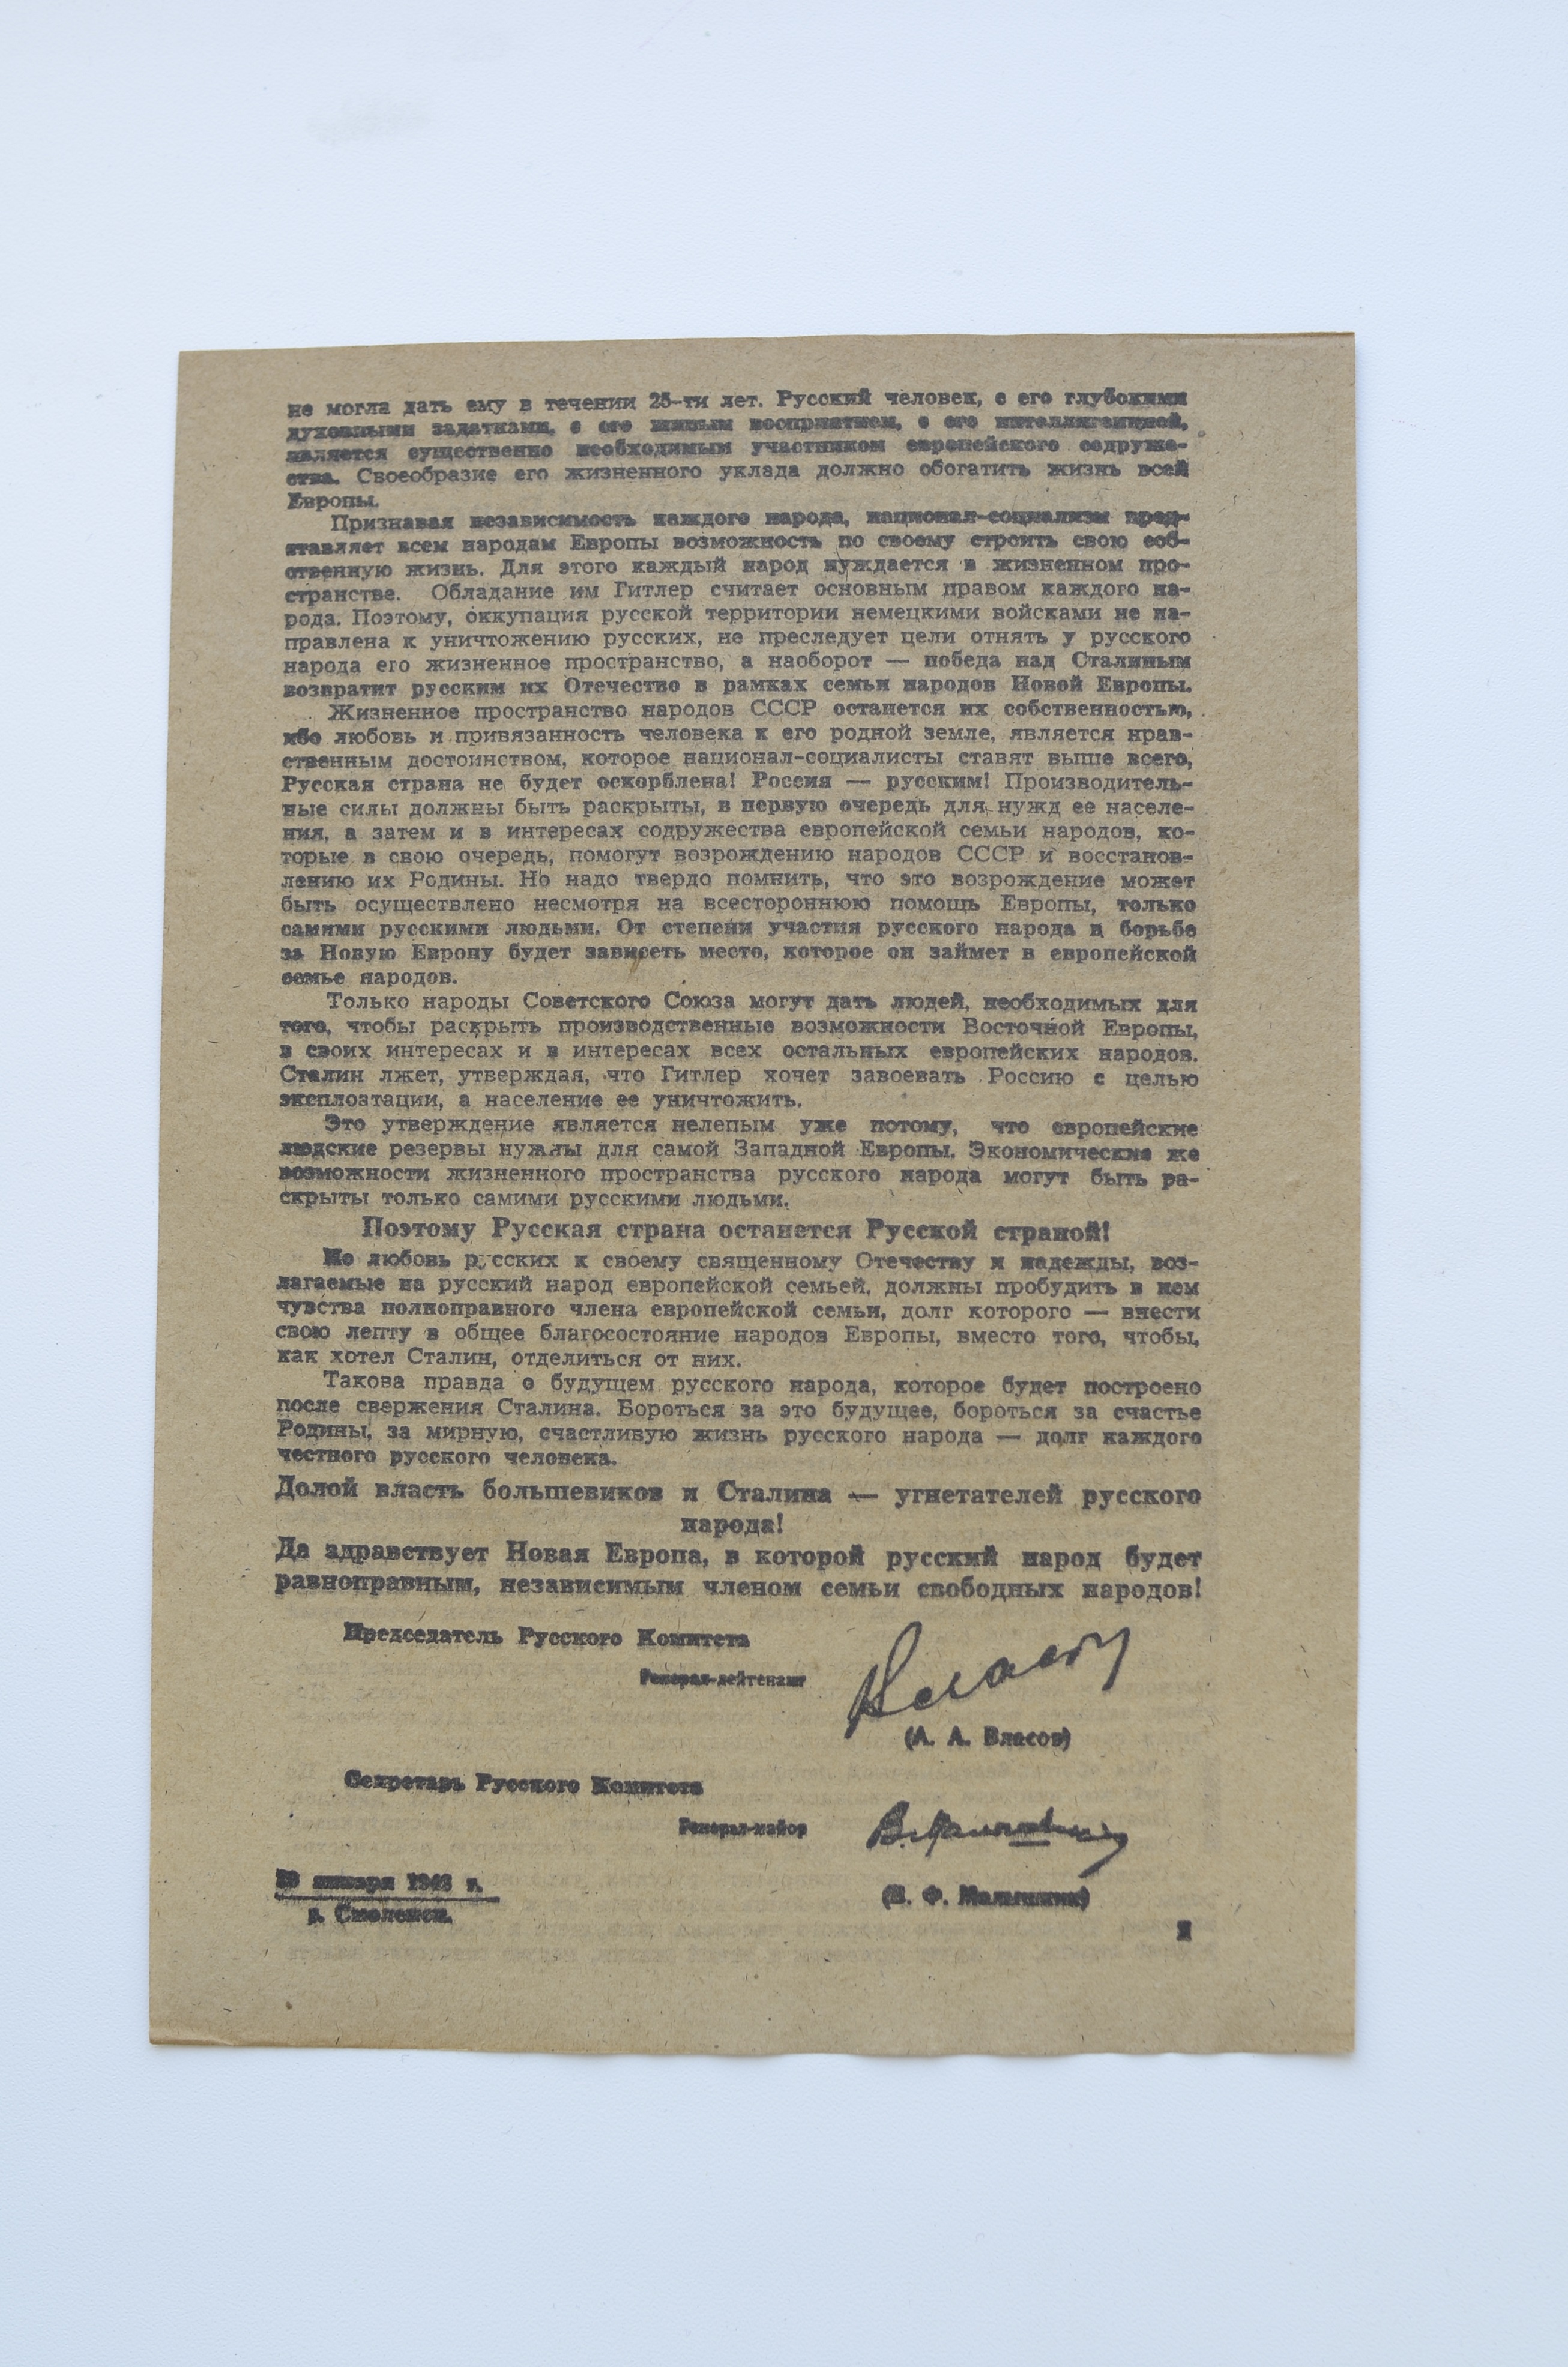 не могла дать ему в течении 25-ти лет. Русский человек, с его глубокими
духовными задатками, с его живым восприятием, с его интеллигенцией,
является существенно необходимым участником европейского содруже-
ства. Своеобразие его жизненного уклада должно обогатить жизнь всей
Европы.
Признавая независимость каждого народа, национал-социализм пред-
ставляет всем народам Европы возможность по своему строить свою соб-
ственную жизнь. Для этого каждый народ нуждается в жизненном про-
странстве. Обладание им Гитлер считает основным правом каждого на-
рода. Поэтому, оккупация русской территории немецкими войсками не на-
правлена к уничтожению русских, не преследует цели отнять у русского
народа его жизненное пространство, а наоборот — победа над Сталиным
возвратит русским их Отечество в рамках семьи народов Новой Европы.
Жизненное пространство народов СССР останется их собственностью,
ибо любовь и привязанность человека к его родной земле, является нрав-
ственным достоинством, которое национал-социалисты ставят выше всего,
Русская страна не будет оскорблена! Россия — русским! Производитель-
ные силы должны быть раскрыты, в первую очередь для нужд ее населе-
ния, а затем и в интересах содружества европейской семьи народов, ко-
торые в свою очередь, помогут возрождению народов СССР и восстанов-
лению их Родины. Но надо твердо помнить, что это возрождение может
быть осуществлено несмотря на всестороннюю помощь Европы, только
самими русскими людьми. От степени участия русского народа в борьбе
за Новую Европу будет зависеть место, которое он займет в европейской
семье народов.
Только народы Советского Союза могут дать людей, необходимых для
того, чтобы раскрыть производственные возможности Восточной Европы,
в своих интересах и в интересах всех остальных европейских народов.
Сталин лжет, утверждая, что Гитлер хочет завоевать Россию с целью
эксплоатации, а население ее уничтожить.
Это утверждение является нелепым уже потому, что европейские
людские резервы нужны для самой Западной Европы. Экономические же
возможности жизненного пространства русского народа могут быть ра-
скрыты только самими русскими людьми.
Поэтому Русская страна останется Русской страной!
Но любовь русских к своему священному Отечеству и надежды, воз-
лагаемые на русский народ европейской семьей, должны пробудить в нем
чувства полноправного члена европейской семьи, долг которого — внести
свою лепту в общее благосостояние народов Европы, вместо того, чтобы,
как хотел Сталин, отделиться от них.
Такова правда о будущем русского народа, которое будет построено
после свержения Сталина. Бороться за это будущее, бороться за счастье
Родины, за мирную, счастливую жизнь русского народа — долг каждого
честного русского человека.
Долой власть большевиков и Сталина — угнетателей русского
народа!
Да здравствует Новая Европа, в которой русский народ будет
равноправным, независимым членом семьи свободных народов!
Председатель Русского Комитета
Генерал-лейтенант
Власов
(А. А. Власов)
Секретарь Русского Комитета
Генерал-майор
В. Малышкин
(В. Ф. Малышкин)
30 января 1943 г.
г. Смоленск.